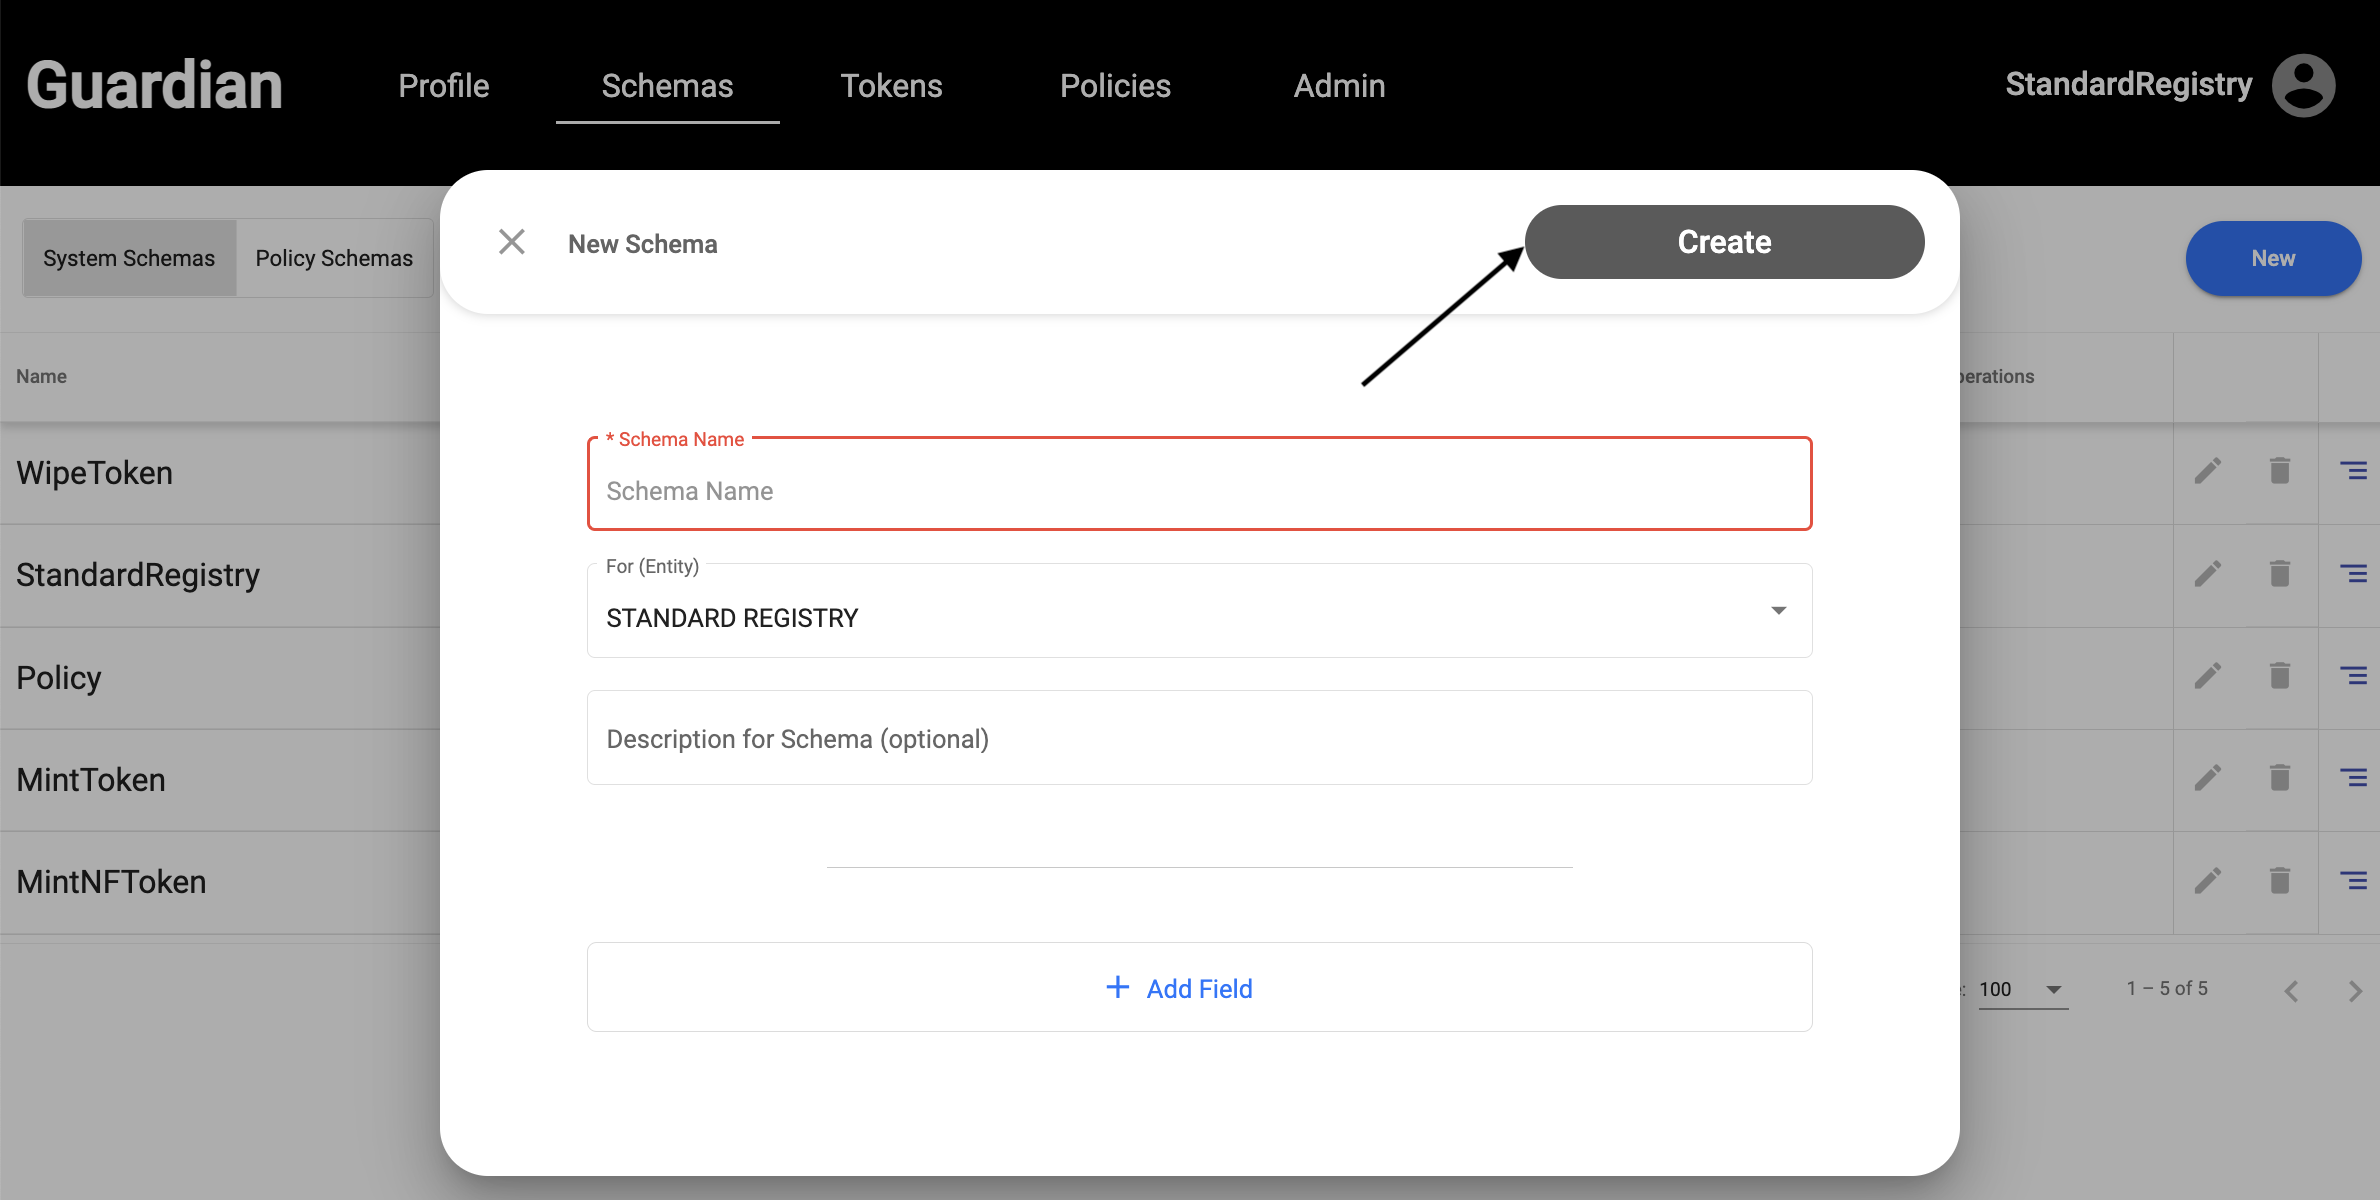 Guardian
Profile
Schemas
Tokens
Policies
Admin
StandardRegistry
System Schemas
Policy Schemas
New Schema
Create
New
Name
perations
* Schema Name
Schema Name
WipeToken
For (Entity)
STANDARD REGISTRY
StandardRegistry
Policy
Description for Schema (optional)
MintToken
MintNFToken
+ Add Field
100
1 – 5 of 5